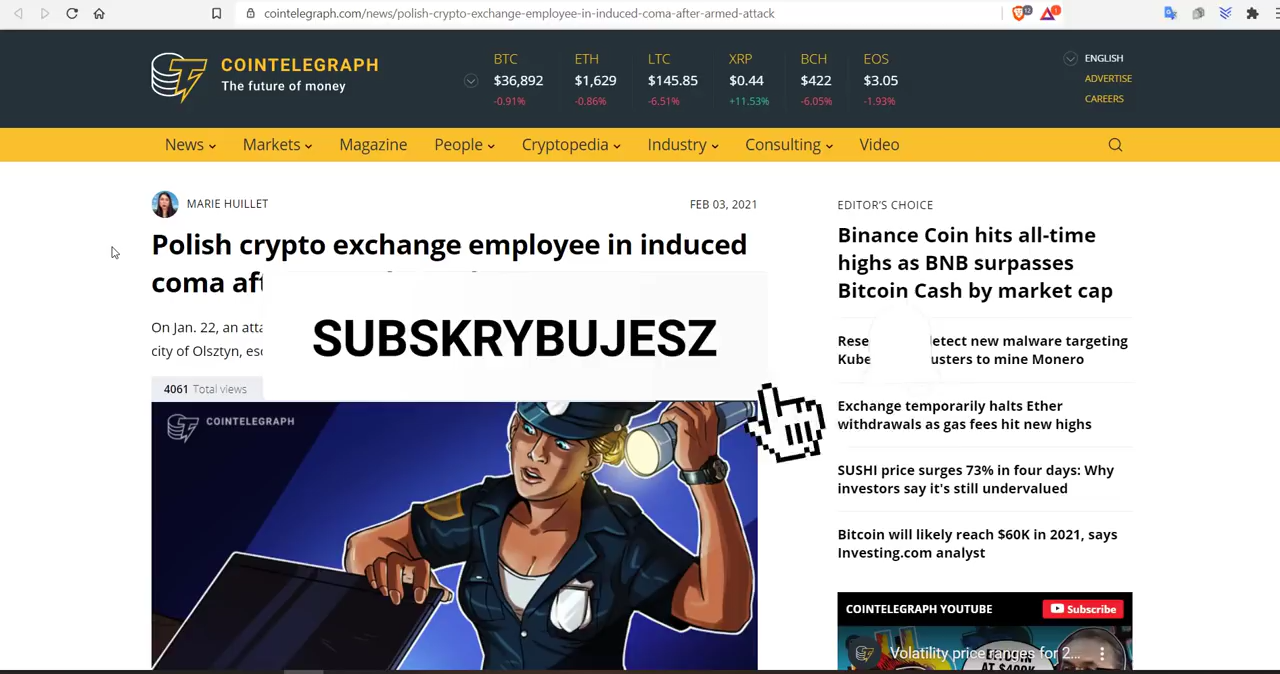 cointelegraph.com/news/polish-crypto-exchange-employee-in-induced-coma-after-armed-attack
12
1
COINTELEGRAPH
The future of money
BTC ETH LTC XRP BCH EOS
$36,892 $1,629 $145.85 $0.44 $422 $3.05
-0.91% -0.86% -6.51% +11.53% -6.05% -1.93%
ENGLISH
ADVERTISE
CAREERS
News Markets Magazine People Cryptopedia Industry Consulting Video
MARIE HUILLET
FEB 03, 2021
Polish crypto exchange employee in induced
coma
On Jan. 22, an
city of Olsztyn,
4061 Total views
SUBSKRYBUJESZ
COINTELEGRAPH
EDITOR'S CHOICE
Binance Coin hits all-time
highs as BNB surpasses
Bitcoin Cash by market cap
new malware targeting
to mine Monero
Exchange temporarily halts Ether
withdrawals as gas fees hit new highs
SUSHI price surges 73% in four days: Why
investors say it's still undervalued
Bitcoin will likely reach $60K in 2021, says
Investing.com analyst
COINTELEGRAPH YOUTUBE
Subscribe
Volatility price ranges for 2...